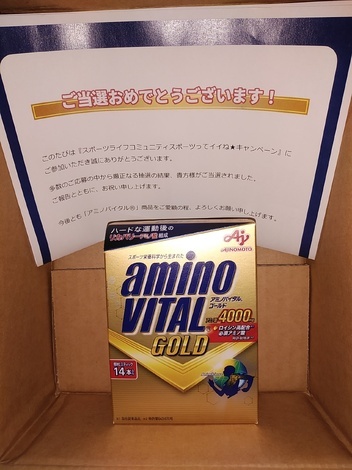 ご当選おめでとうございます！
このたびは『スポーツライフコミュニティスポーツってイイね★キャンペーン』に
ご参加いただき誠にありがとうございます。
多数のご応募の中から厳正なる抽選の結果、貴方様がご当選されました。
ご報告とともに、お祝い申し上げます。
今後とも「アミノバイタル®」商品をご愛顧の程、よろしくお願い申し上げます。
ハードな運動後の
AJINOMOTO
スポーツ栄養科学から生まれた
amino
VITAL
アミノバイタル
ゴールド
GOLD
4000mg
ロイシン高配合
必須アミノ酸
14本入